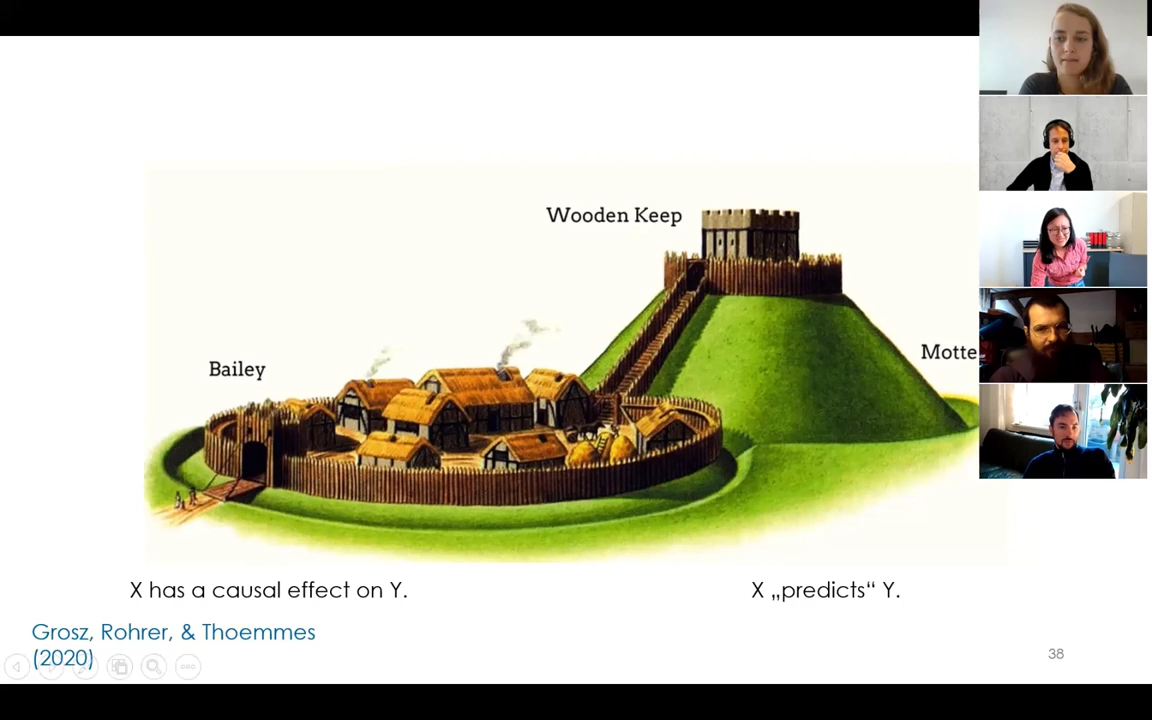 Wooden Keep
Motte
Bailey
X has a causal effect on Y.
X „predicts“ Y.
Grosz, Rohrer, & Thoemmes
(2020)
38